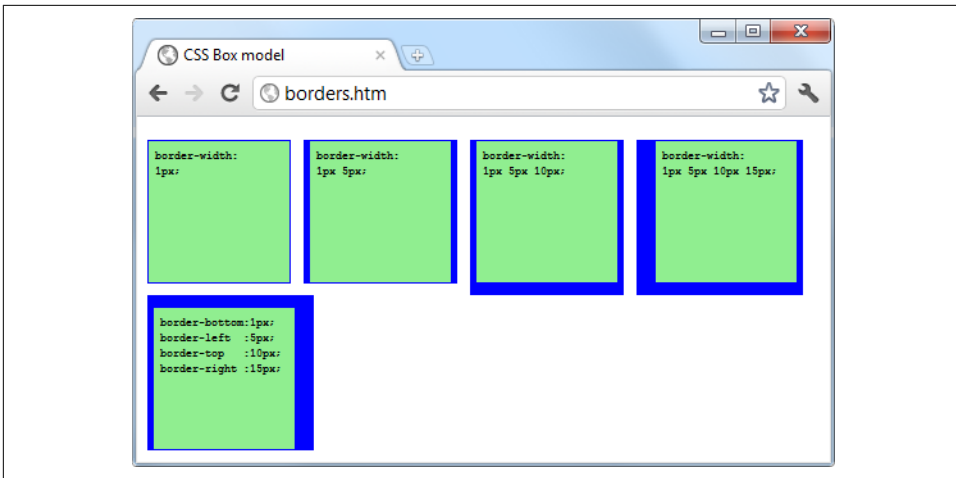 CSS Box model
borders.htm
border-width:
1px;
border-width:
1px 5px;
border-width:
1px 5px 10px;
border-width:
1px 5px 10px 15px;
border-bottom:1px;
border-left  :5px;
border-top   :10px;
border-right :15px;